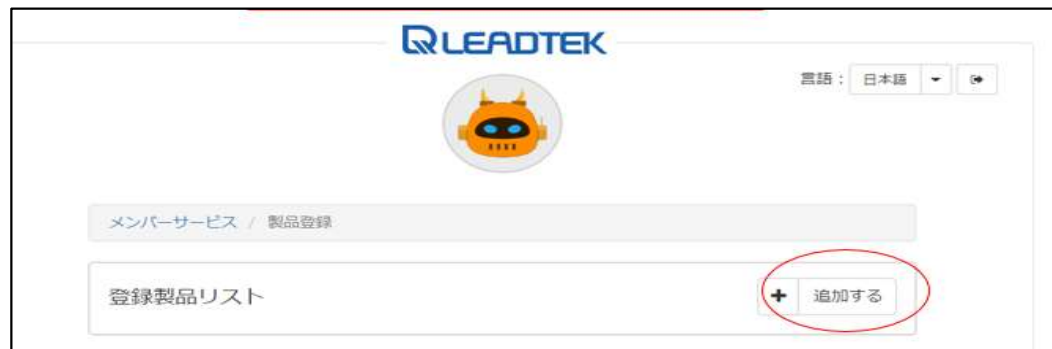 LEADTEK
言語： 日本語
メンバーサービス / 製品登録
登録製品リスト
+ 追加する